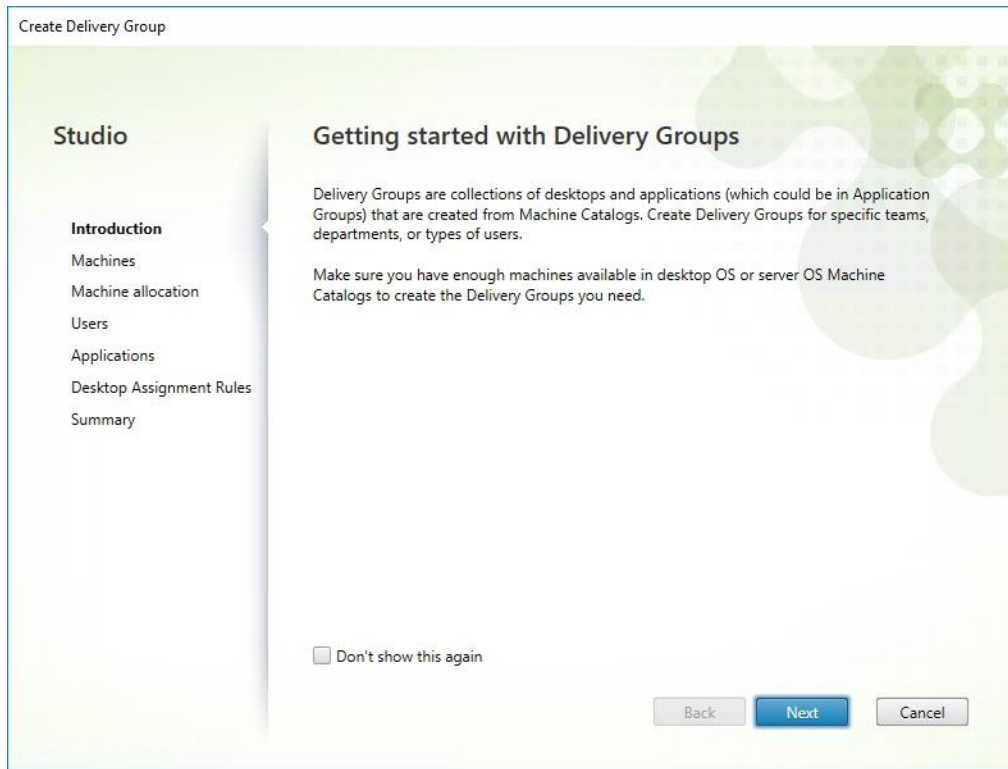 Create Delivery Group
Studio
Introduction
Machines
Machine allocation
Users
Applications
Desktop Assignment Rules
Summary
Getting started with Delivery Groups
Delivery Groups are collections of desktops and applications (which could be in Application
Groups) that are created from Machine Catalogs. Create Delivery Groups for specific teams,
departments, or types of users.
Make sure you have enough machines available in desktop OS or server OS Machine
Catalogs to create the Delivery Groups you need.
Don't show this again
Back
Next
Cancel